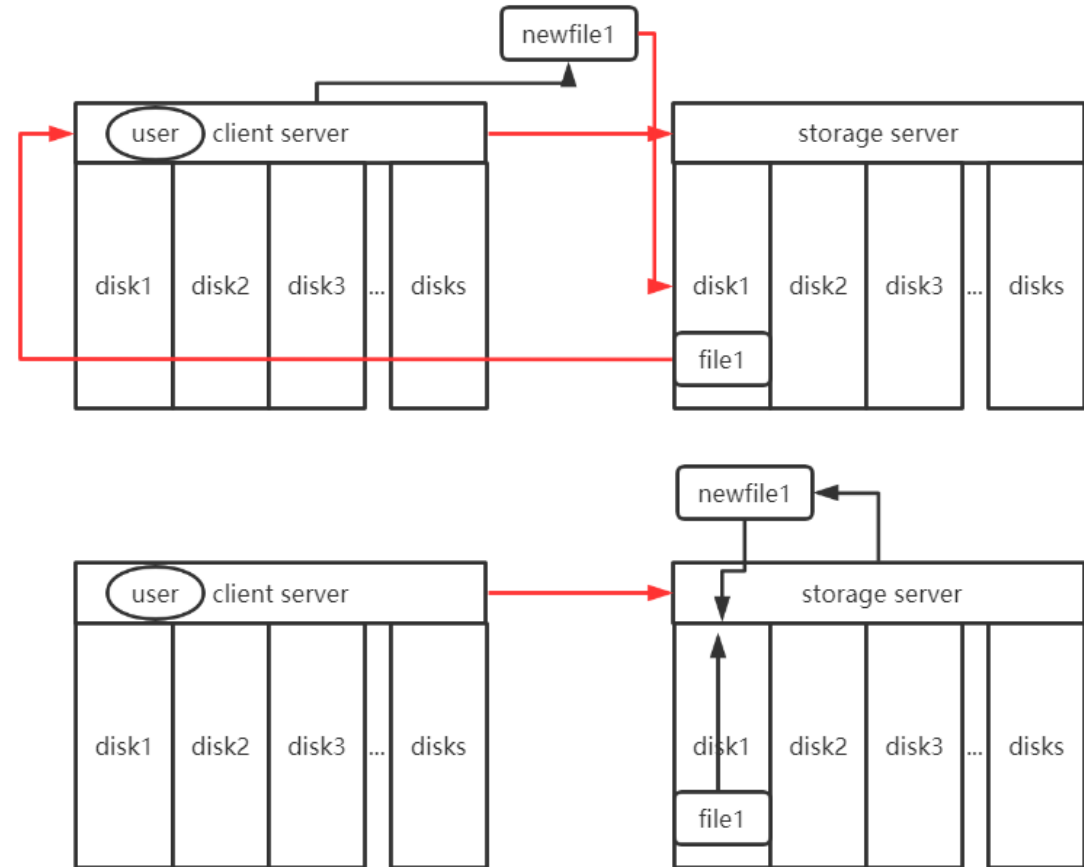 newfile1
user client server
storage server
disk1 disk2 disk3 ... disks
disk1 disk2 disk3 ... disks
file1
newfile1
user client server
storage server
disk1 disk2 disk3 ... disks
disk1 disk2 disk3 ... disks
file1